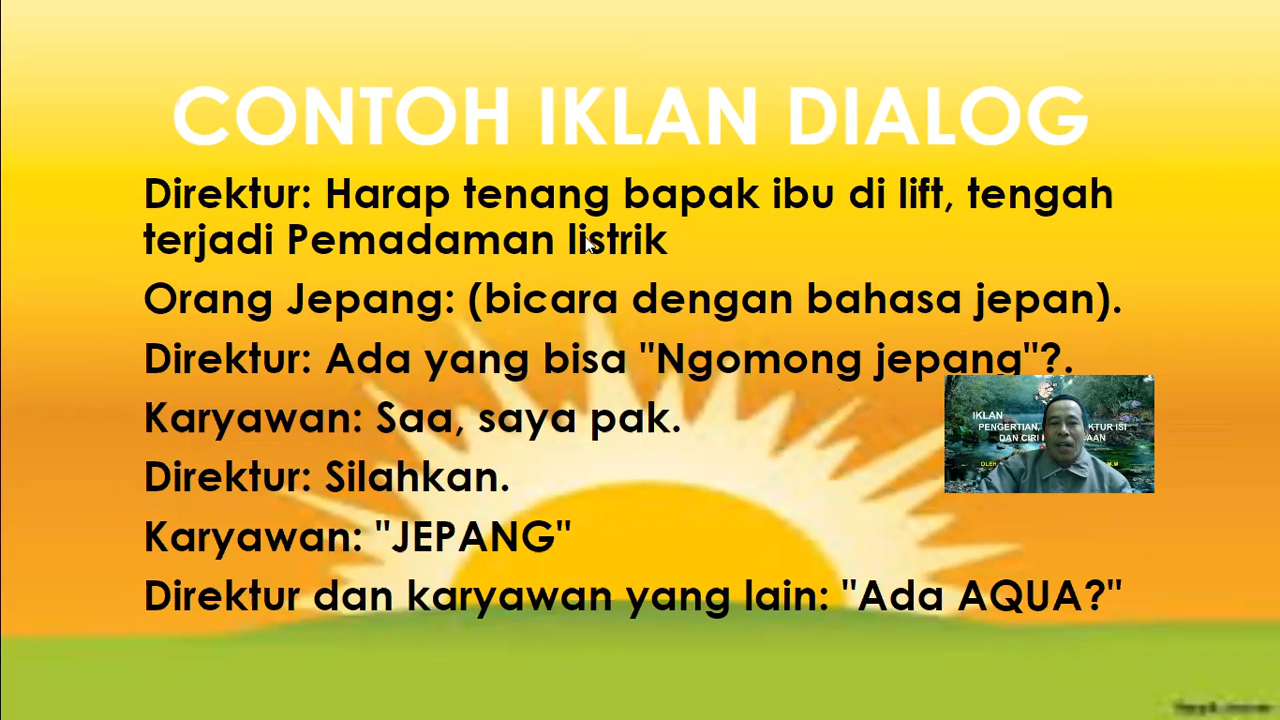 CONTOH IKLAN DIALOG
Direktur: Harap tenang bapak ibu di lift, tengah
terjadi Pemadaman listrik
Orang Jepang: (bicara dengan bahasa jepan).
Direktur: Ada yang bisa "Ngomong jepang"?.
Karyawan: Saa, saya pak.
Direktur: Silahkan.
Karyawan: "JEPANG"
Direktur dan karyawan yang lain: "Ada AQUA?"
IKLAN
PENGERTIAN, KTUR ISI
DAN CIRI K AAN
OLEH M.M